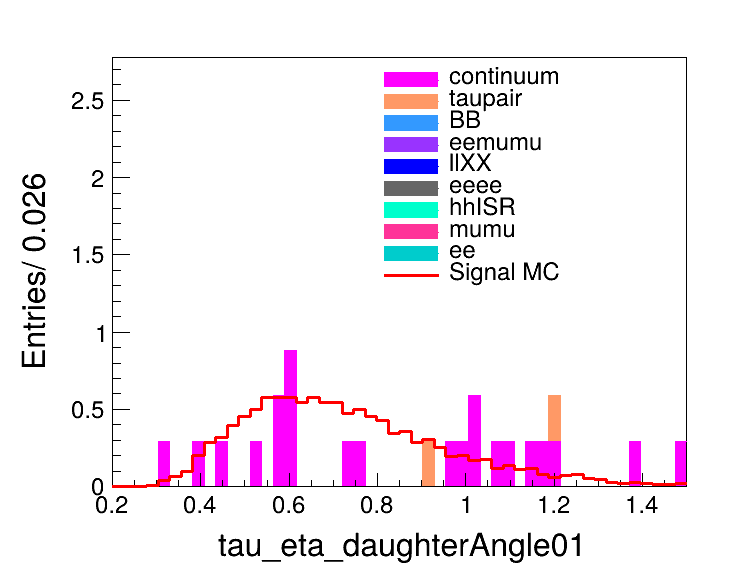 continuum
taupair
BB
eemumu
llXX
eeee
hhISR
mumu
ee
Signal MC
Entries/ 0.026
2.5
2
1.5
1
0.5
0
0.2 0.4 0.6 0.8 1 1.2 1.4
tau_eta_daughterAngle01